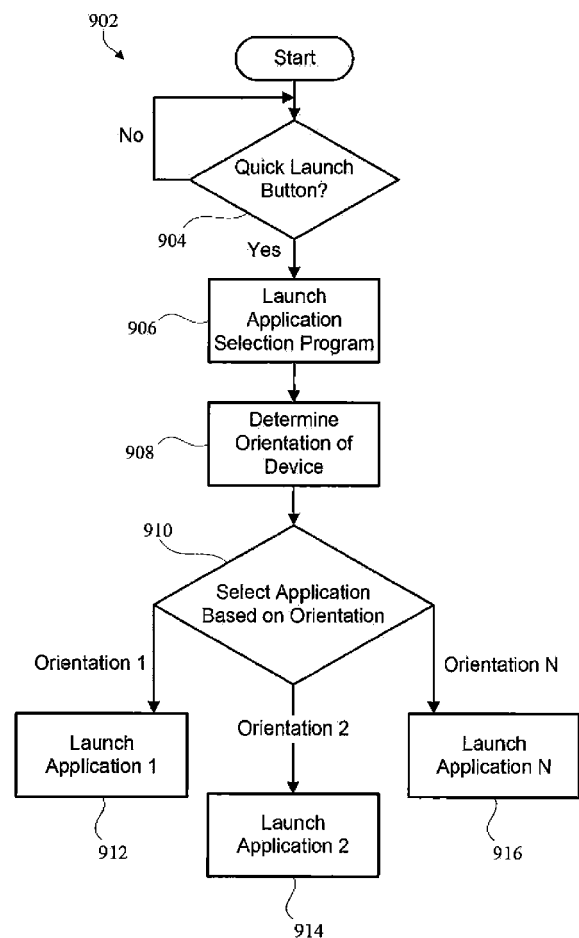 902
Start
No
Quick Launch
Button?
904
Yes
Launch
Application
Selection Program
906
Determine
Orientation of
Device
908
910
Select Application
Based on Orientation
Orientation 1
Orientation 2
Orientation N
Launch
Application 1
Launch
Application 2
Launch
Application N
912
914
916